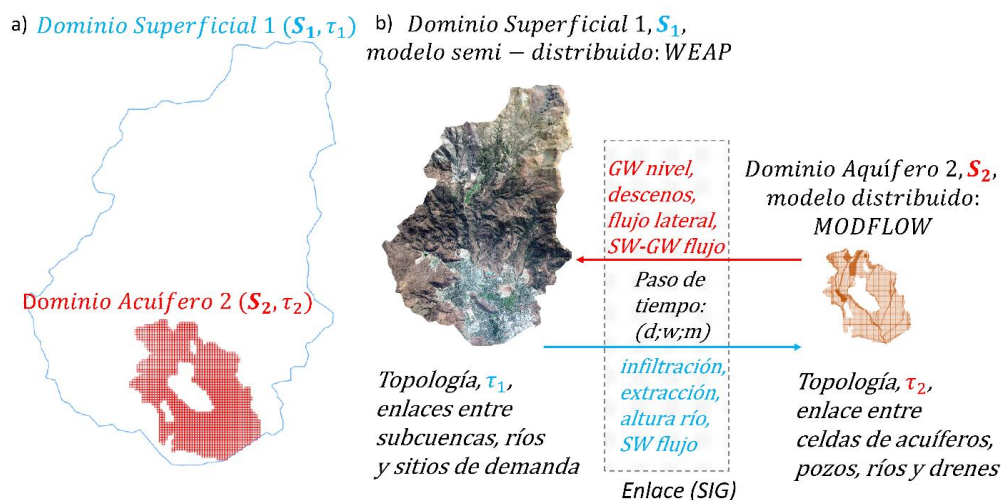 a) Dominio Superficial 1 (S₁, τ₁)
Dominio Acuífero 2 (S₂, τ₂)
b) Dominio Superficial 1, S₁,
modelo semi − distribuido: WEAP
GW nivel,
descenos,
flujo lateral,
SW-GW flujo
Paso de
tiempo:
(d;w;m)
infiltración,
extracción,
altura río,
SW flujo
Enlace (SIG)
Dominio Aquífero 2, S₂,
modelo distribuido:
MODFLOW
Topología, τ₁,
enlaces entre
subcuencas, ríos
y sitios de demanda
Topología, τ₂,
enlace entre
celdas de acuíferos,
pozos, ríos y drenes